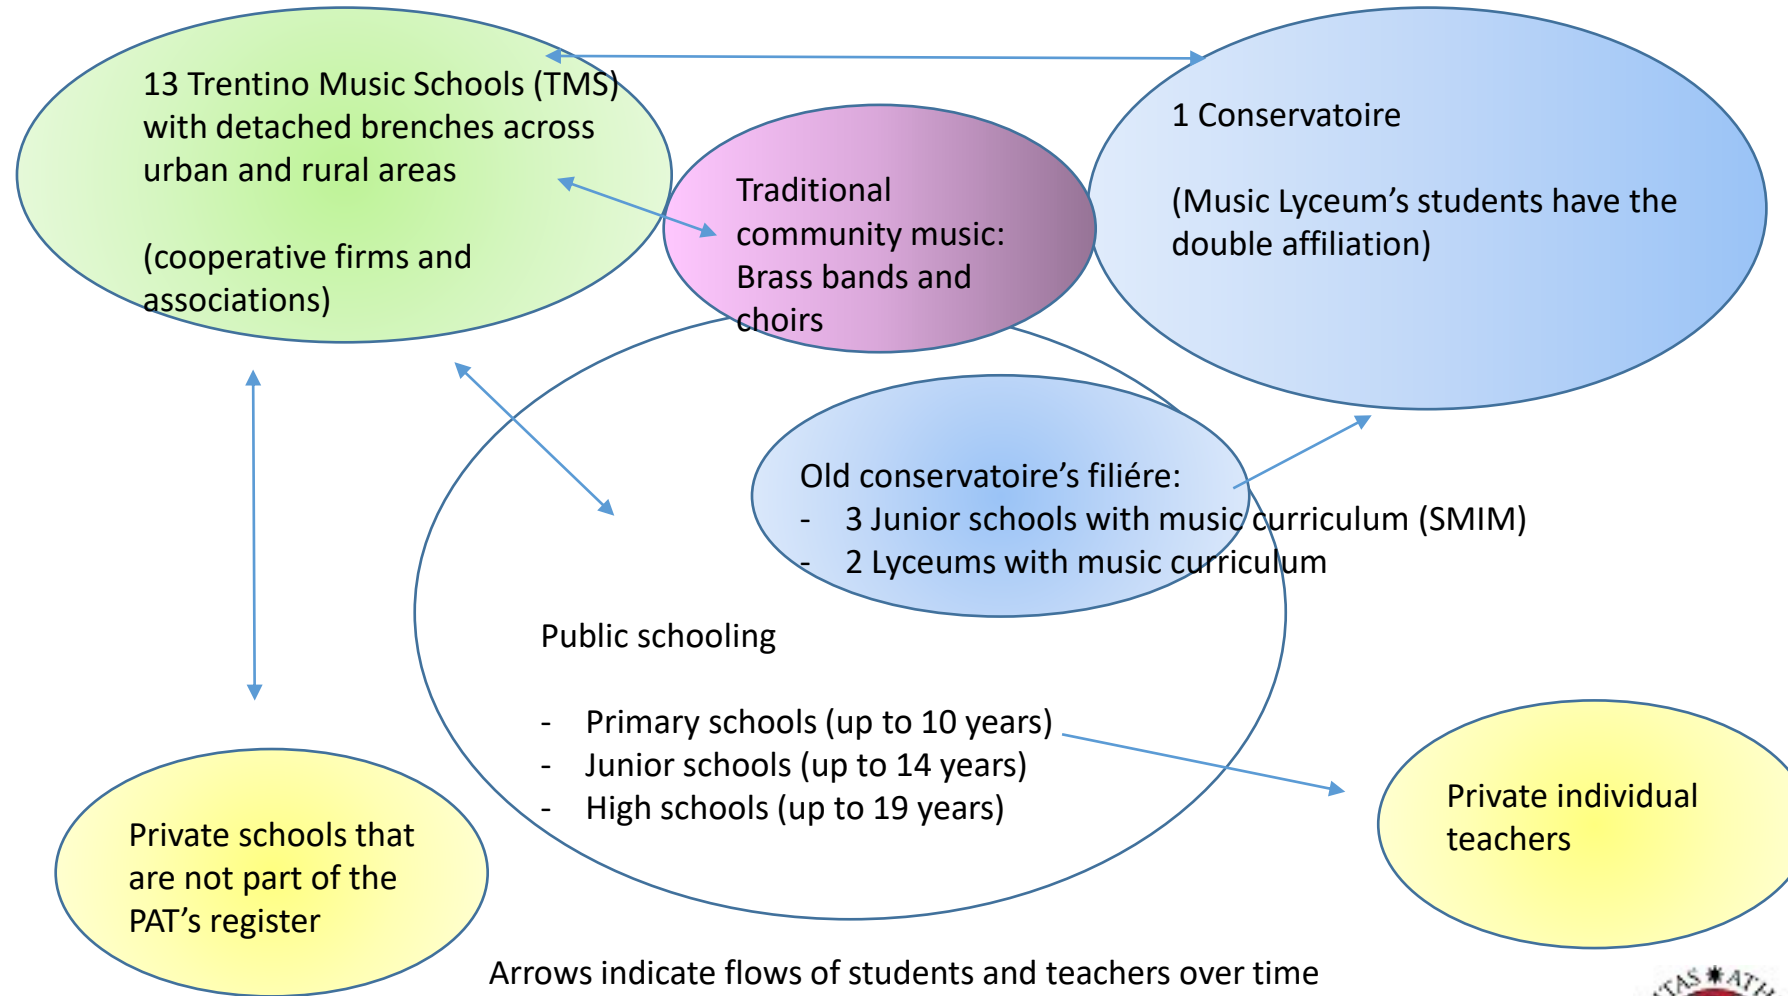 13 Trentino Music Schools (TMS)
with detached brenches across
urban and rural areas
(cooperative firms and
associations)
Traditional
community music:
Brass bands and
choirs
1 Conservatoire
(Music Lyceum’s students have the
double affiliation)
Old conservatoire’s filiére:
- 3 Junior schools with music curriculum (SMIM)
- 2 Lyceums with music curriculum
Public schooling
- Primary schools (up to 10 years)
- Junior schools (up to 14 years)
- High schools (up to 19 years)
Private schools that
are not part of the
PAT’s register
Private individual
teachers
Arrows indicate flows of students and teachers over time